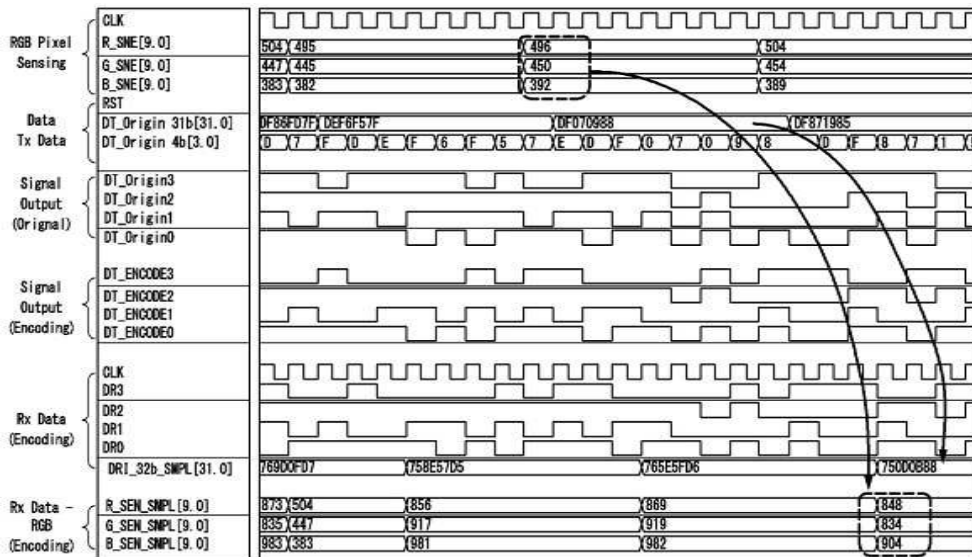 CLK
RGB Pixel Sensing
R_SNE[9.0] 504 495 496 504
G_SNE[9.0] 447 445 450 454
B_SNE[9.0] 383 382 392 389
RST
Data Tx Data
DT_Origin 31b[31.0] DF86FD7F DEF6F57F DF070988 DF871985
DT_Origin 4b[3.0] D 7 F D E F 6 F 5 7 E D F 0 7 0 9 8 D F 8 7 1
Signal Output (Orignal)
DT_Origin3
DT_Origin2
DT_Origin1
DT_Origin0
Signal Output (Encoding)
DT_ENCODE3
DT_ENCODE2
DT_ENCODE1
DT_ENCODE0
Rx Data (Encoding)
CLK
DR3
DR2
DR1
DR0
DRI_32b_SMPL[31.0] 769D0FD7 758E57D5 765E5FD6 750D0B88
Rx Data - RGB (Encoding)
R_SEN_SMPL[9.0] 873 504 856 869 848
G_SEN_SMPL[9.0] 835 447 917 919 834
B_SEN_SMPL[9.0] 983 383 981 982 904